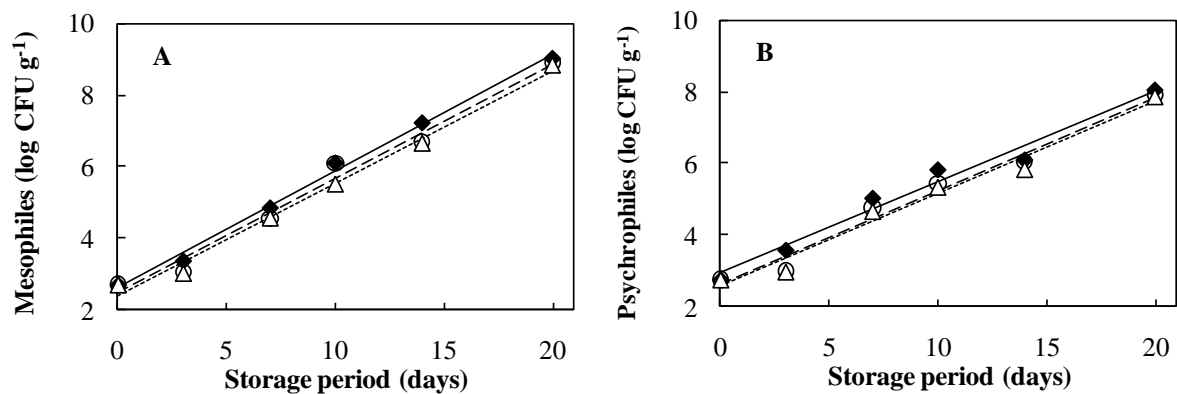 A
Mesophiles (log CFU g⁻¹)
10
8
6
4
2
0 5 10 15 20
Storage period (days)
B
Psychrophiles (log CFU g⁻¹)
10
8
6
4
2
0 5 10 15 20
Storage period (days)